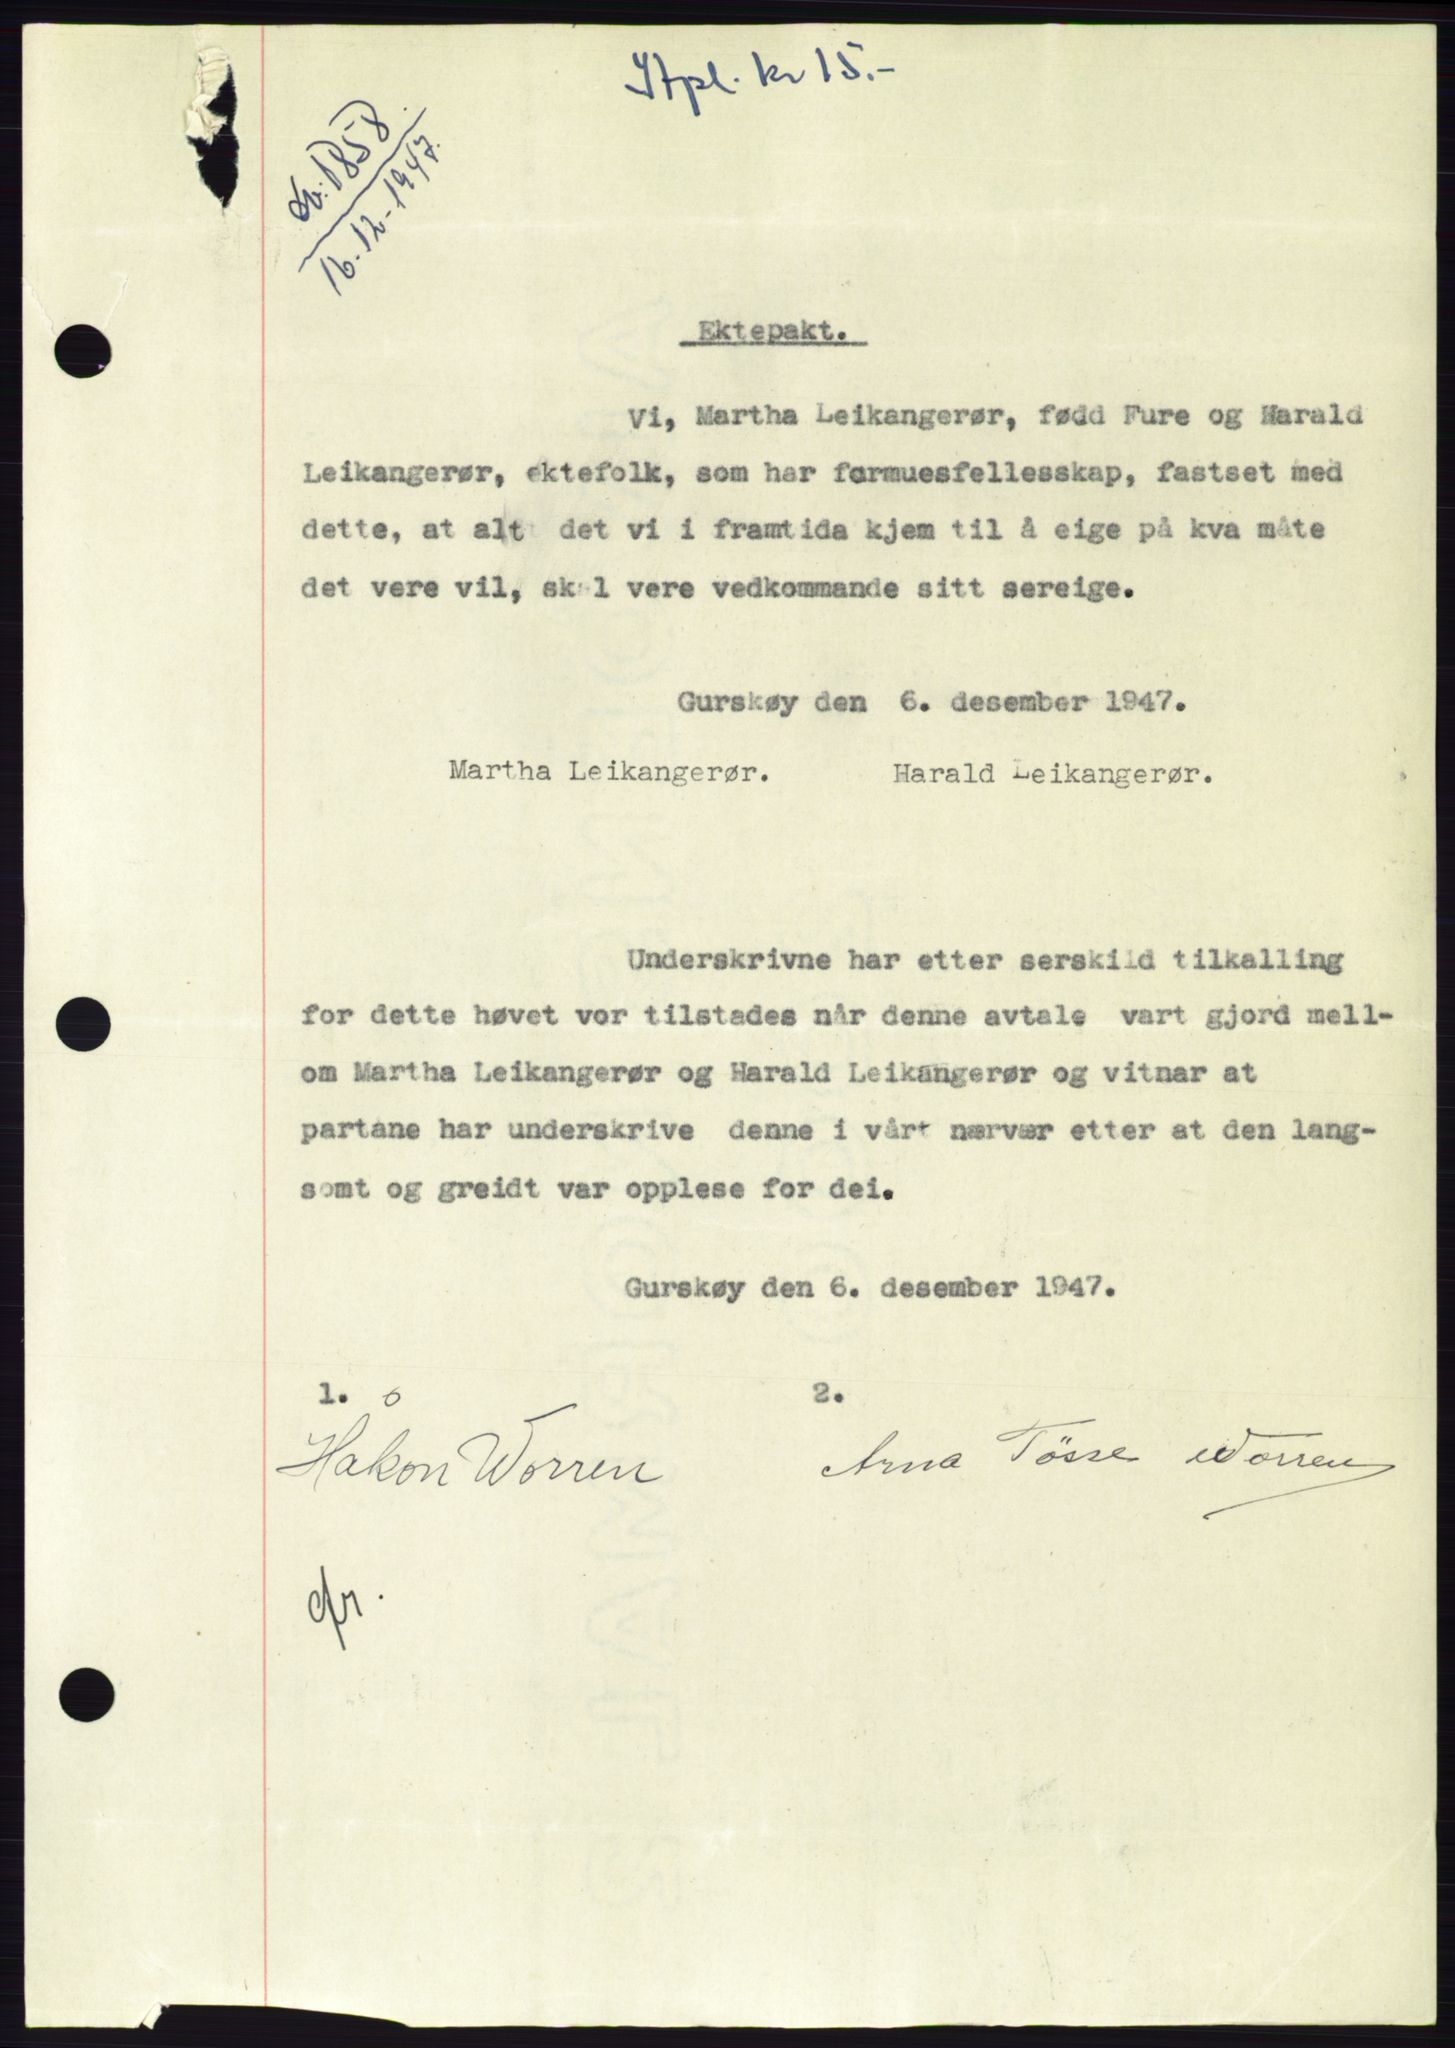 Stpl. kr 15.-
Nr. 1858.
16.-12-1947.
Ektepakt.
Vi, Martha Leikangerør, fødd Fure og Harald
Leikangerør, ektefolk, som har formuesfellesskap, fastset med
dette, at alt det vi i framtida kjem til å eige på kva måte
det vere vil, skal vere vedkommande sitt sereige.
Gurskøy den 6. desember 1947.
Martha Leikangerør. Harald Leikangerør.
Underskrivne har etter serskild tilkalling
for dette høvet vor tilstades når denne avtale vart gjord mell-
om Martha Leikangerør og Harald Leikangerør og vitnar at
partane har underskrive denne i vårt nærvær etter at den lang-
somt og greidt var opplese for dei.
Gurskøy den 6. desember 1947.
1. 2.
Håkon Worren Arna Tösse Worren